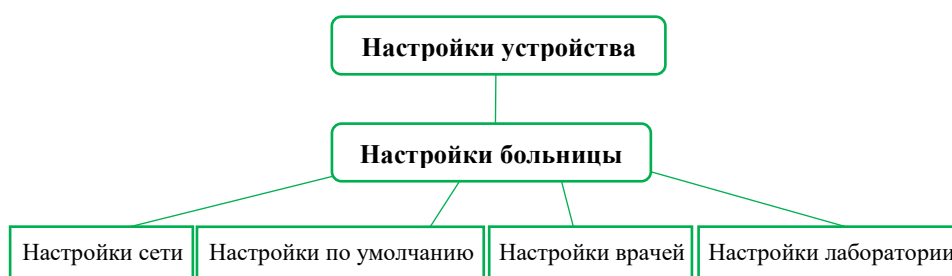 Настройки устройства
Настройки больницы
Настройки сети
Настройки по умолчанию
Настройки врачей
Настройки лаборатории